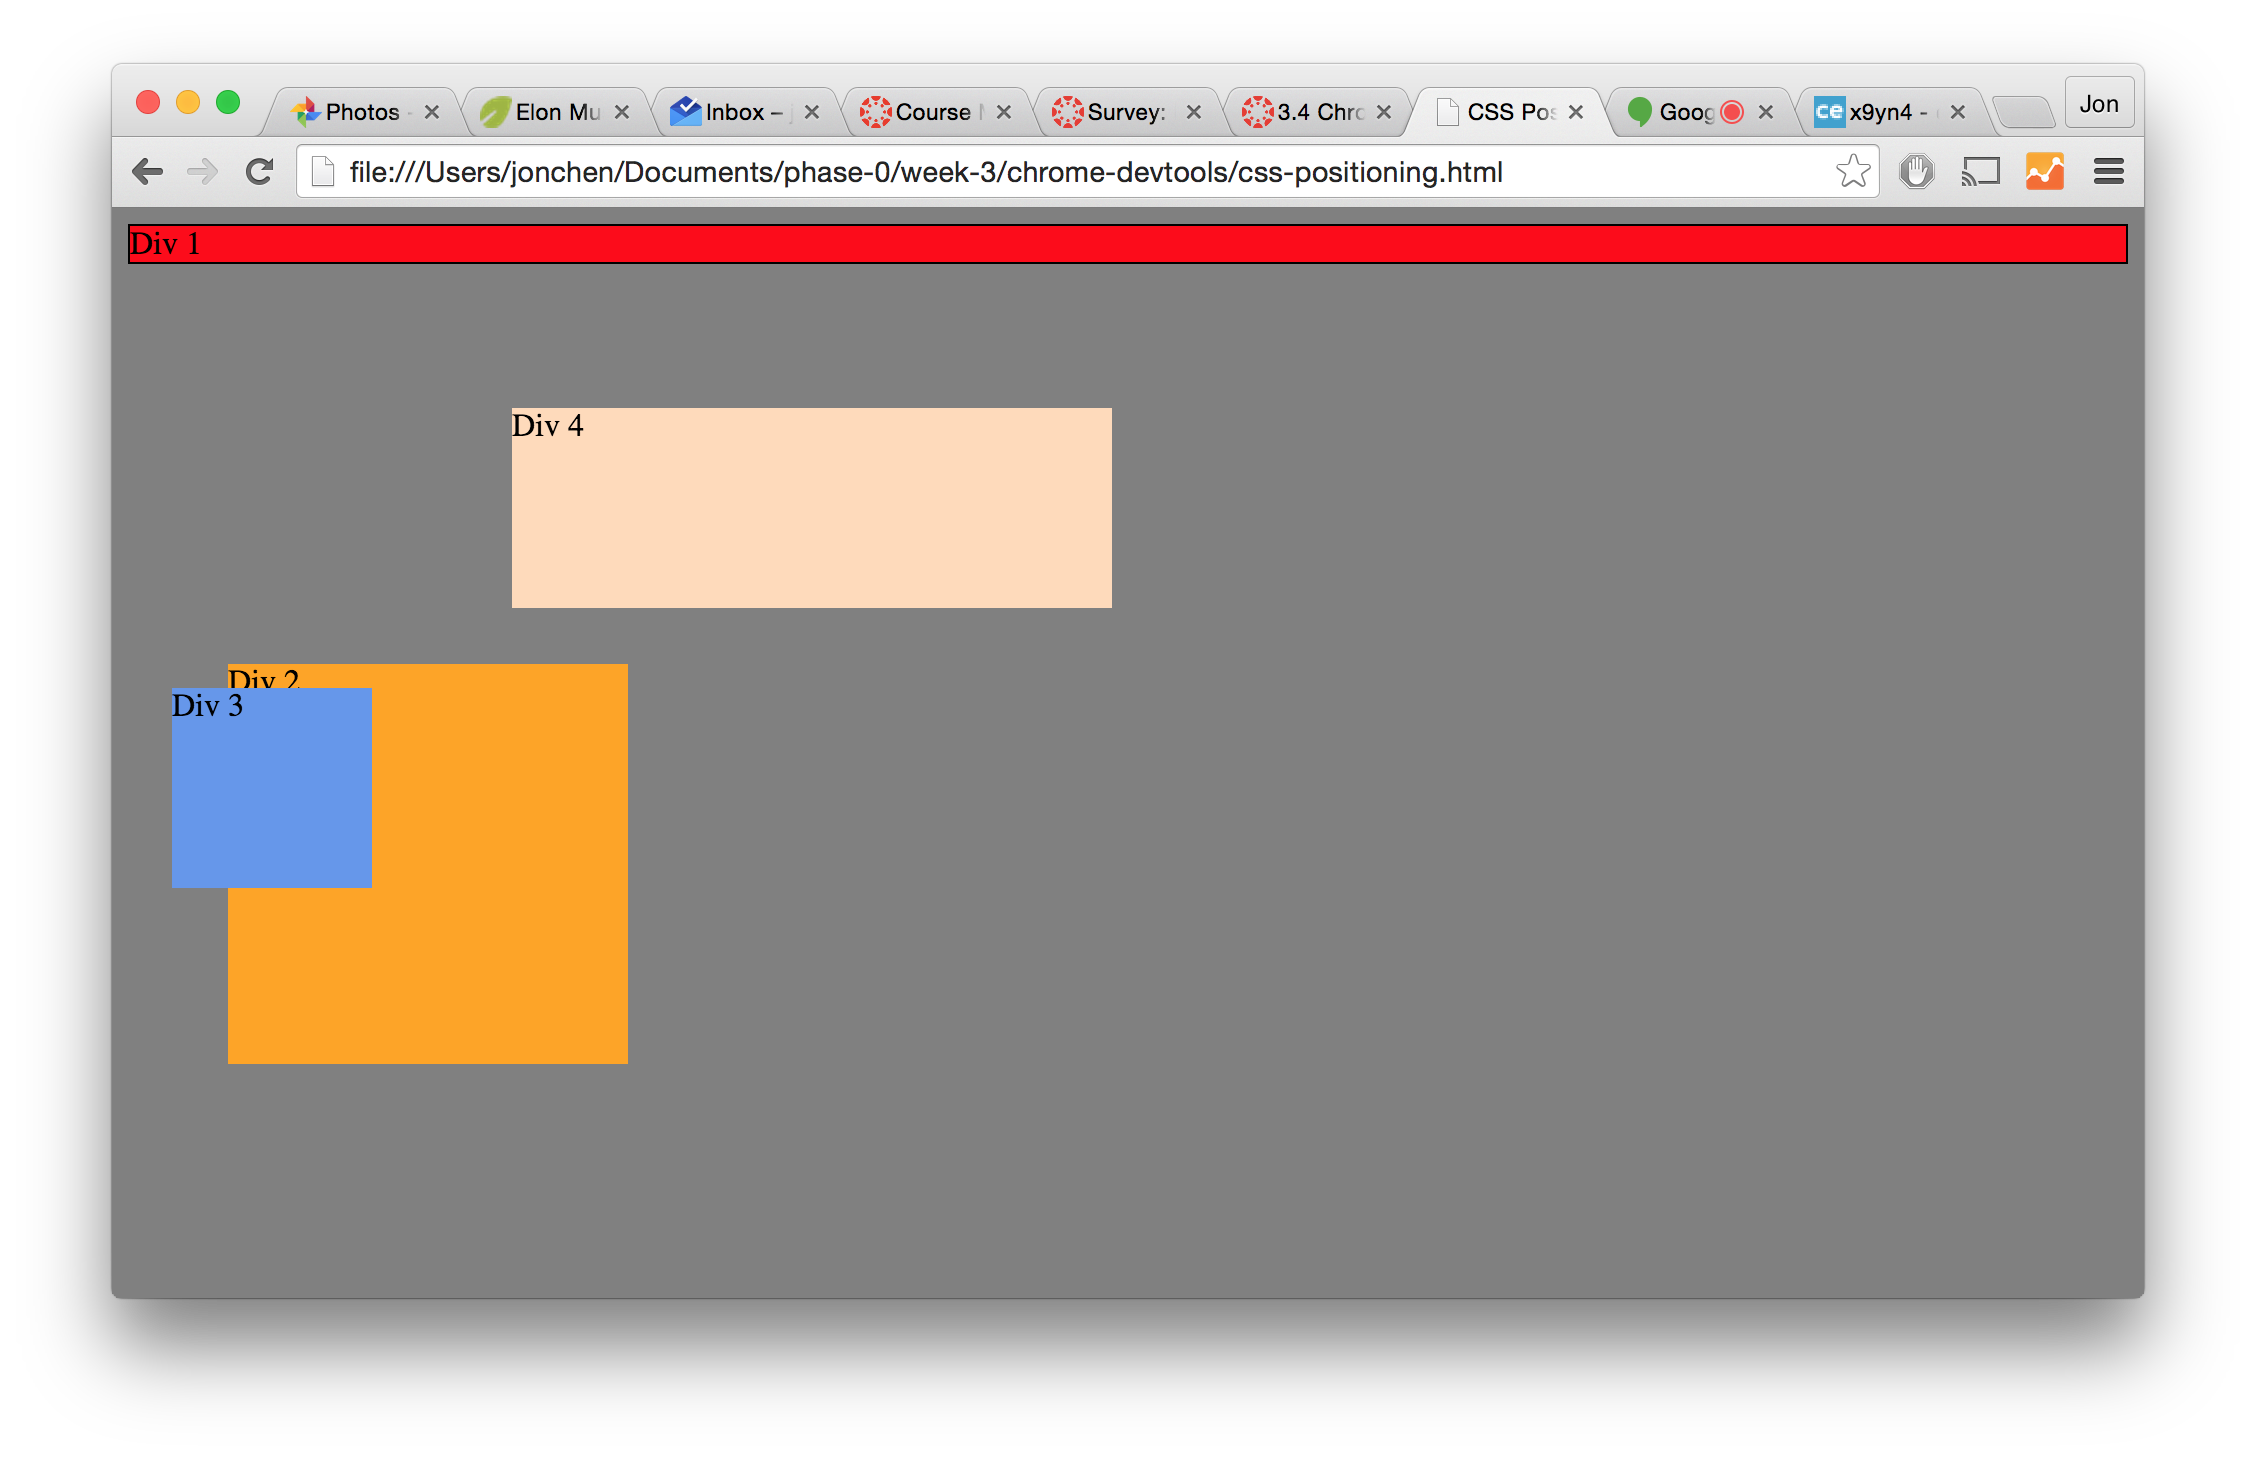 Photos -
Elon Mu
Inbox –
Course
Survey:
3.4 Chro
CSS Pos
Goog
ce x9yn4 -
Jon
file:///Users/jonchen/Documents/phase-0/week-3/chrome-devtools/css-positioning.html
Div 1
Div 4
Div 2
Div 3